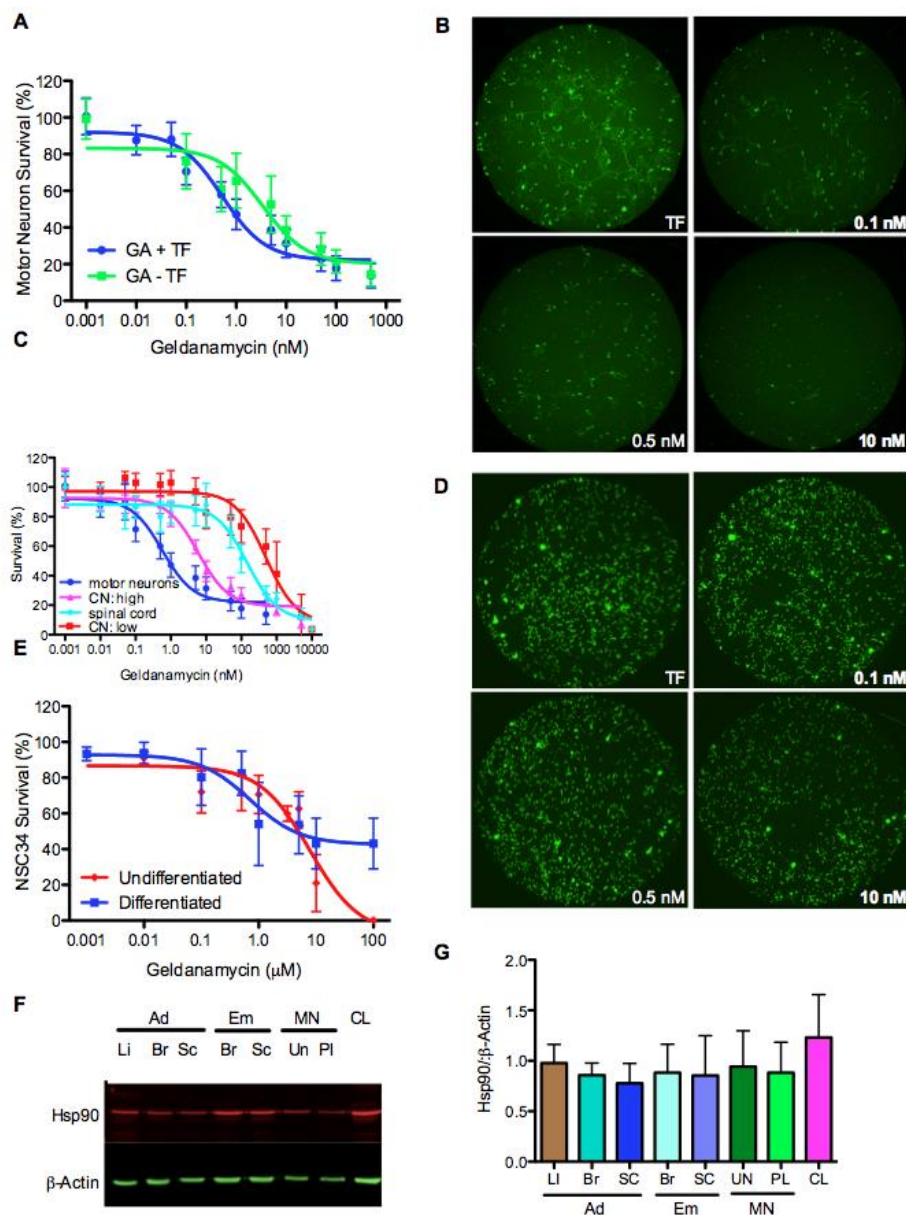 A
Motor Neuron Survival (%)
120
100
80
60
40
20
0
GA + TF
GA - TF
0.001 0.01 0.1 1.0 10 100 1000
Geldanamycin (nM)
B
TF
0.1 nM
0.5 nM
10 nM
C
Survival (%)
120
100
80
60
40
20
0
motor neurons
CN: high
spinal cord
CN: low
0.001 0.01 0.1 1.0 10 100 1000 10000
Geldanamycin (nM)
D
TF
0.1 nM
0.5 nM
10 nM
E
NSC34 Survival (%)
120
100
80
60
40
20
0
Undifferentiated
Differentiated
0.001 0.01 0.1 1.0 10 100
Geldanamycin (μM)
F
Ad Em MN CL
Li Br Sc Br Sc Un Pl
Hsp90
β-Actin
G
Hsp90/:β-Actin
2.0
1.5
1.0
0.5
0.0
LI Br SC Br SC UN PL CL
Ad Em MN